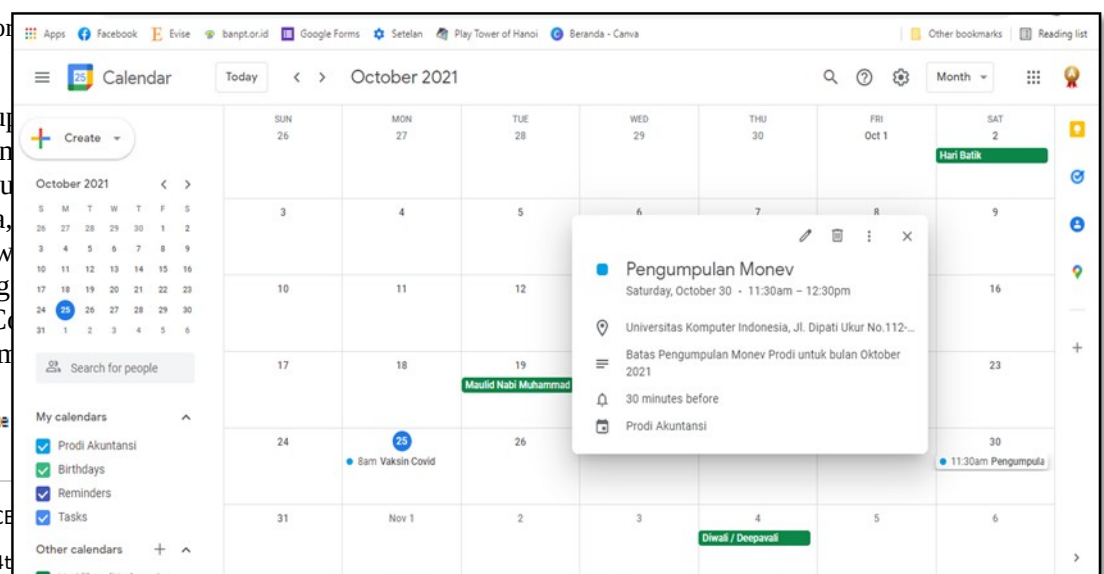 Apps Facebook Evise banpt.or.id Google Forms Setelan Play Tower of Hanoi Beranda - Canva Other bookmarks Reading list
25 Calendar Today October 2021 Month
Create
October 2021
S M T W T F S
26 27 28 29 30 1 2
3 4 5 6 7 8 9
10 11 12 13 14 15 16
17 18 19 20 21 22 23
24 25 26 27 28 29 30
31 1 2 3 4 5 6
Search for people
My calendars
Prodi Akuntansi
Birthdays
Reminders
Tasks
Other calendars
SUN MON TUE WED THU FRI SAT
26 27 28 29 30 Oct 1 2
Hari Batik
3 4 5 6 7 8 9
10 11 12 16
17 18 19 23
Maulid Nabi Muhammad
24 25 26 30
8am Vaksin Covid 11:30am Pengumpula
31 Nov 1 2 3 4 5 6
Diwali / Deepavali
Pengumpulan Monev
Saturday, October 30 · 11:30am – 12:30pm
Universitas Komputer Indonesia, Jl. Dipati Ukur No.112-...
Batas Pengumpulan Monev Prodi untuk bulan Oktober
2021
30 minutes before
Prodi Akuntansi